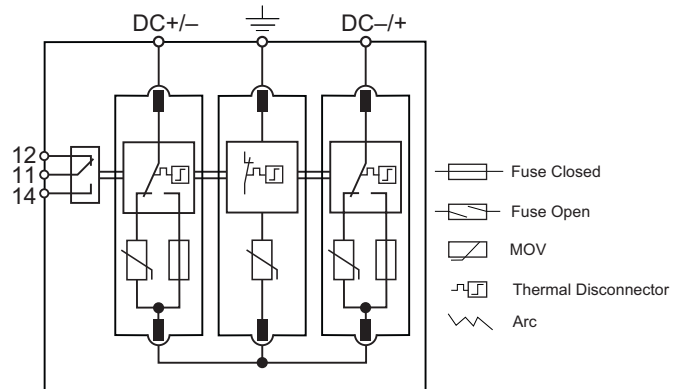 DC+/– DC–/+
12
11
14
Fuse Closed
Fuse Open
MOV
Thermal Disconnector
Arc